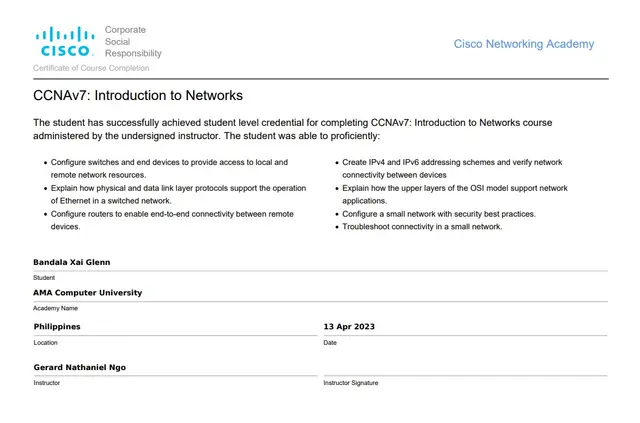 CISCO.
Corporate
Social
Responsibility
Cisco Networking Academy
Certificate of Course Completion
CCNAv7: Introduction to Networks
The student has successfully achieved student level credential for completing CCNAv7: Introduction to Networks course
administered by the undersigned instructor. The student was able to proficiently:
• Configure switches and end devices to provide access to local and
remote network resources.
• Explain how physical and data link layer protocols support the operation
of Ethernet in a switched network.
• Configure routers to enable end-to-end connectivity between remote
devices.
• Create IPv4 and IPv6 addressing schemes and verify network
connectivity between devices
• Explain how the upper layers of the OSI model support network
applications.
• Configure a small network with security best practices.
• Troubleshoot connectivity in a small network.
Bandala Xai Glenn
Student
AMA Computer University
Academy Name
Philippines
Location
13 Apr 2023
Date
Gerard Nathaniel Ngo
Instructor
Instructor Signature